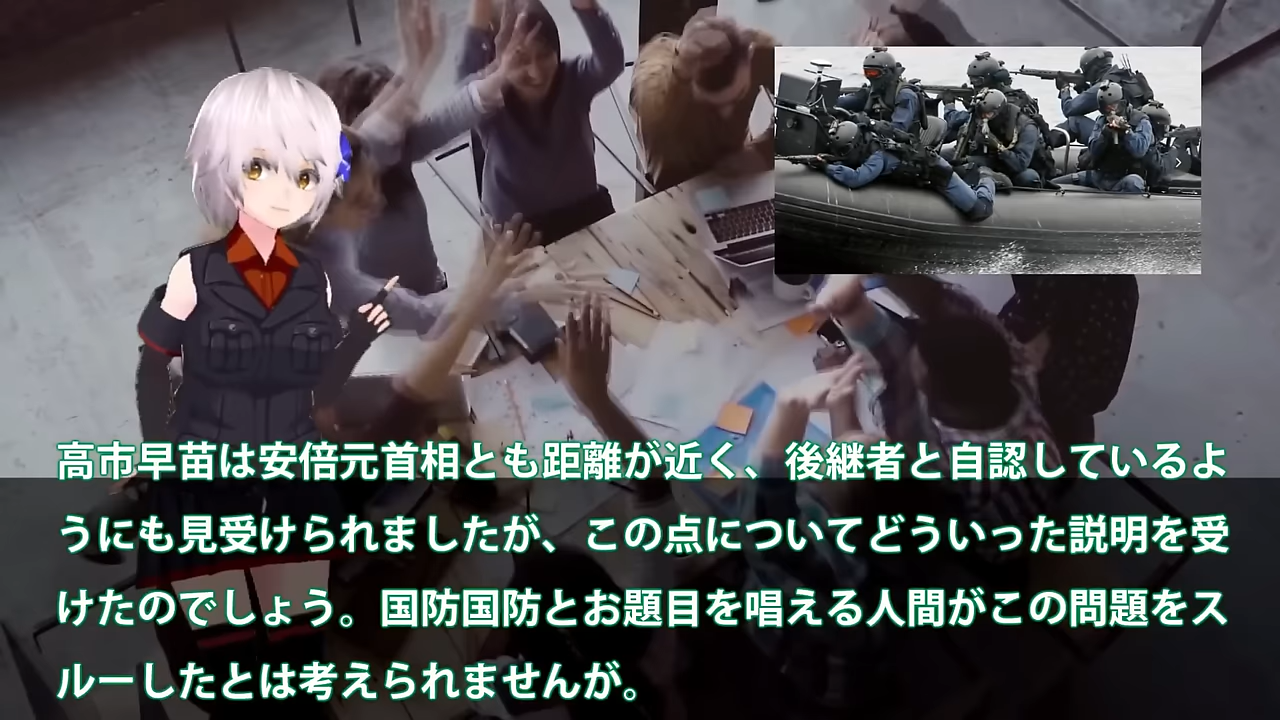 高市早苗は安倍元首相とも距離が近く、後継者と自認しているよ
うにも見受けられましたが、この点についてどういった説明を受
けたのでしょう。国防国防とお題目を唱える人間がこの問題をス
ルーしたとは考えられませんが。